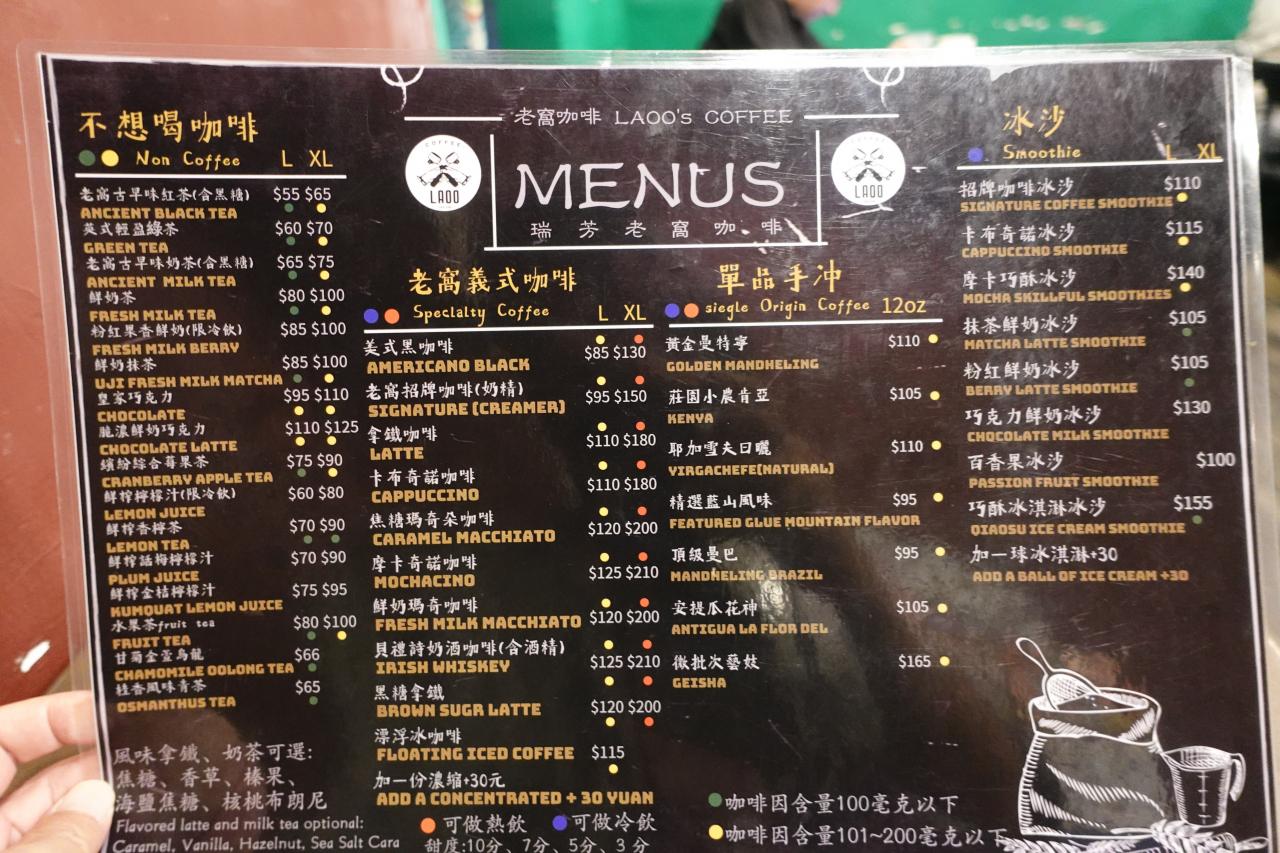 老窩咖啡 LAOO's COFFEE
COFFEE
LAOO
MENUS
COFFEE
LAOO
瑞芳老窩咖啡
不想喝咖啡
Non Coffee L XL
老窩古早味紅茶(含黑糖) $55 $65
ANCIENT BLACK TEA
英式輕盈綠茶 $60 $70
GREEN TEA
老窩古早味奶茶(含黑糖) $65 $75
ANCIENT MILK TEA
鮮奶茶 $80 $100
FRESH MILK TEA
粉紅果香鮮奶(限冷飲) $85 $100
FRESH MILK BERRY
鮮奶抹茶 $85 $100
UJI FRESH MILK MATCHA
皇家巧克力 $95 $110
CHOCOLATE
脆濃鮮奶巧克力 $110 $125
CHOCOLATE LATTE
繽紛綜合莓果茶 $75 $90
CRANBERRY APPLE TEA
鮮榨檸檬汁(限冷飲) $60 $80
LEMON JUICE
鮮榨香檸茶 $70 $90
LEMON TEA
鮮榨話梅檸檬汁 $70 $90
PLUM JUICE
鮮榨金桔檸檬汁 $75 $95
KUMQUAT LEMON JUICE
水果茶fruit tea $80 $100
FRUIT TEA
甘菊金萱烏龍 $66
CHAMOMILE OOLONG TEA
桂香風味青茶 $65
OSMANTHUS TEA
風味拿鐵、奶茶可選:
焦糖、香草、榛果、
海鹽焦糖、核桃布朗尼
Flavored latte and milk tea optional:
Caramel, Vanilla, Hazelnut, Sea Salt Cara
老窩義式咖啡
Specialty Coffee L XL
美式黑咖啡 $85 $130
AMERICANO BLACK
老窩招牌咖啡(奶精) $95 $150
SIGNATURE (CREAMER)
拿鐵咖啡 $110 $180
LATTE
卡布奇諾咖啡 $110 $180
CAPPUCCINO
焦糖瑪奇朵咖啡 $120 $200
CARAMEL MACCHIATO
摩卡奇諾咖啡 $125 $210
MOCHACINO
鮮奶瑪奇咖啡 $120 $200
FRESH MILK MACCHIATO
貝禮詩奶酒咖啡(含酒精) $125 $210
IRISH WHISKEY
黑糖拿鐵 $120 $200
BROWN SUGR LATTE
漂浮冰咖啡 $115
FLOATING ICED COFFEE
加一份濃縮+30元
ADD A CONCENTRATED + 30 YUAN
可做熱飲 可做冷飲
甜度:10分、7分、5分、3 分
單品手冲
siegle Origin Coffee 12oz
黃金曼特寧 $110
GOLDEN MANDHELING
莊園小農肯亞 $105
KENYA
耶加雪夫日曬 $110
YIRGACHEFE(NATURAL)
精選藍山風味 $95
FEATURED GLUE MOUNTAIN FLAVOR
頂級曼巴 $95
MANDHELING BRAZIL
安提瓜花神 $105
ANTIGUA LA FLOR DEL
微批次藝妓 $165
GEISHA
咖啡因含量100毫克以下
咖啡因含量101~200毫克以下
冰沙
Smoothie L XL
招牌咖啡冰沙 $110
SIGNATURE COFFEE SMOOTHIE
卡布奇諾冰沙 $115
CAPPUCCINO SMOOTHIE
摩卡巧酥冰沙 $140
MOCHA SKILLFUL SMOOTHIES
抹茶鮮奶冰沙 $105
MATCHA LATTE SMOOTHIE
粉紅鮮奶冰沙 $105
BERRY LATTE SMOOTHIE
巧克力鮮奶冰沙 $130
CHOCOLATE MILK SMOOTHIE
百香果冰沙 $100
PASSION FRUIT SMOOTHIE
巧酥冰淇淋冰沙 $155
QIAOSU ICE CREAM SMOOTHIE
加一球冰淇淋+30
ADD A BALL OF ICE CREAM +30